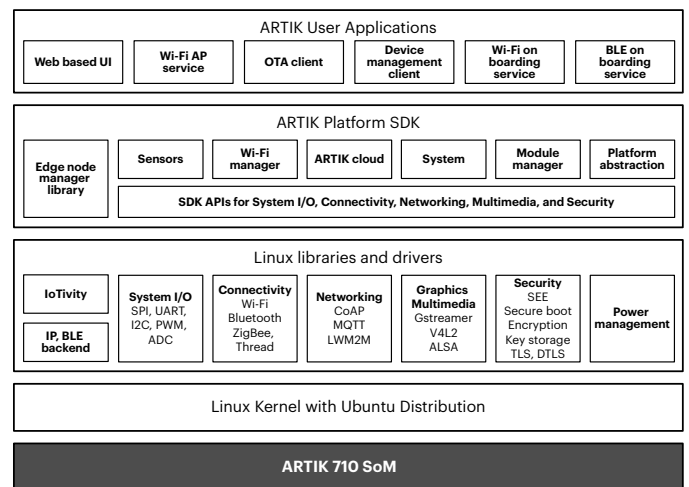 ARTIK User Applications
Web based UI
Wi-Fi AP
service
OTA client
Device
management
client
Wi-Fi on
boarding
service
BLE on
boarding
service
ARTIK Platform SDK
Edge node
manager
library
Sensors
Wi-Fi
manager
ARTIK cloud
System
Module
manager
Platform
abstraction
SDK APIs for System I/O, Connectivity, Networking, Multimedia, and Security
Linux libraries and drivers
IoTivity
IP, BLE
backend
System I/O
SPI, UART,
I2C, PWM,
ADC
Connectivity
Wi-Fi
Bluetooth
ZigBee,
Thread
Networking
CoAP
MQTT
LWM2M
Graphics
Multimedia
Gstreamer
V4L2
ALSA
Security
SEE
Secure boot
Encryption
Key storage
TLS, DTLS
Power
management
Linux Kernel with Ubuntu Distribution
ARTIK 710 SoM